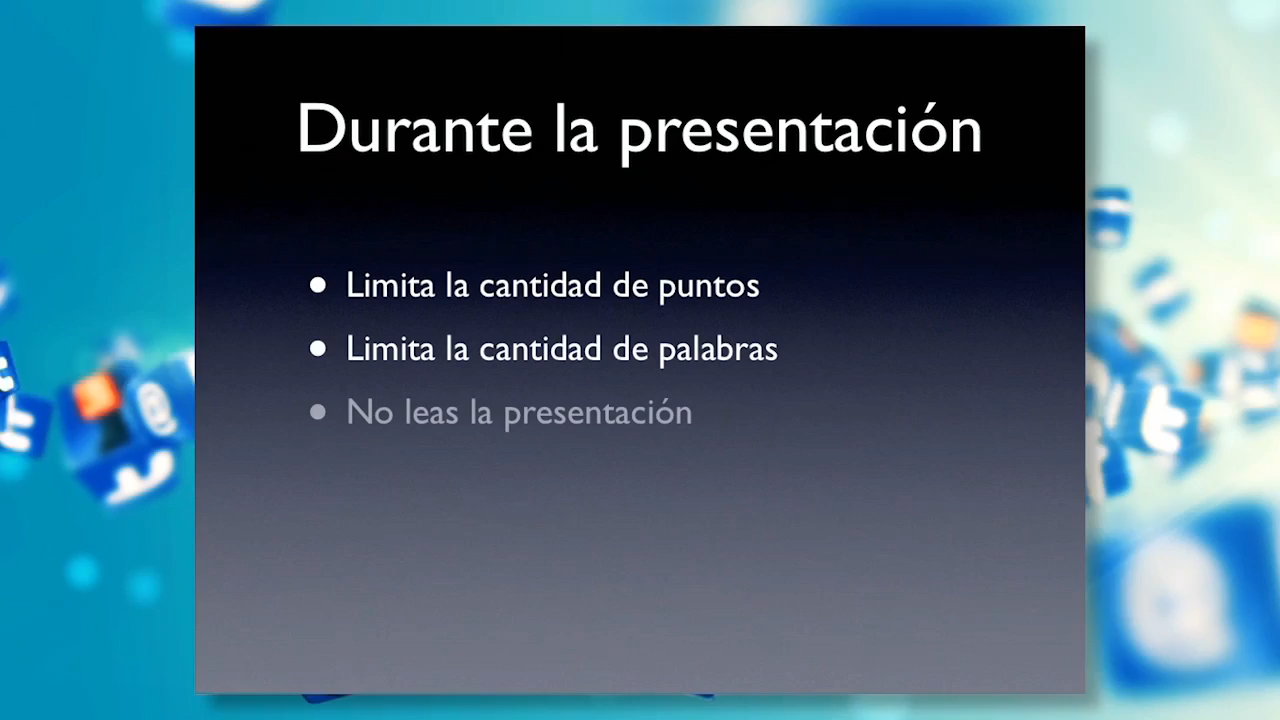 Durante la presentación
• Limita la cantidad de puntos
• Limita la cantidad de palabras
• No leas la presentación